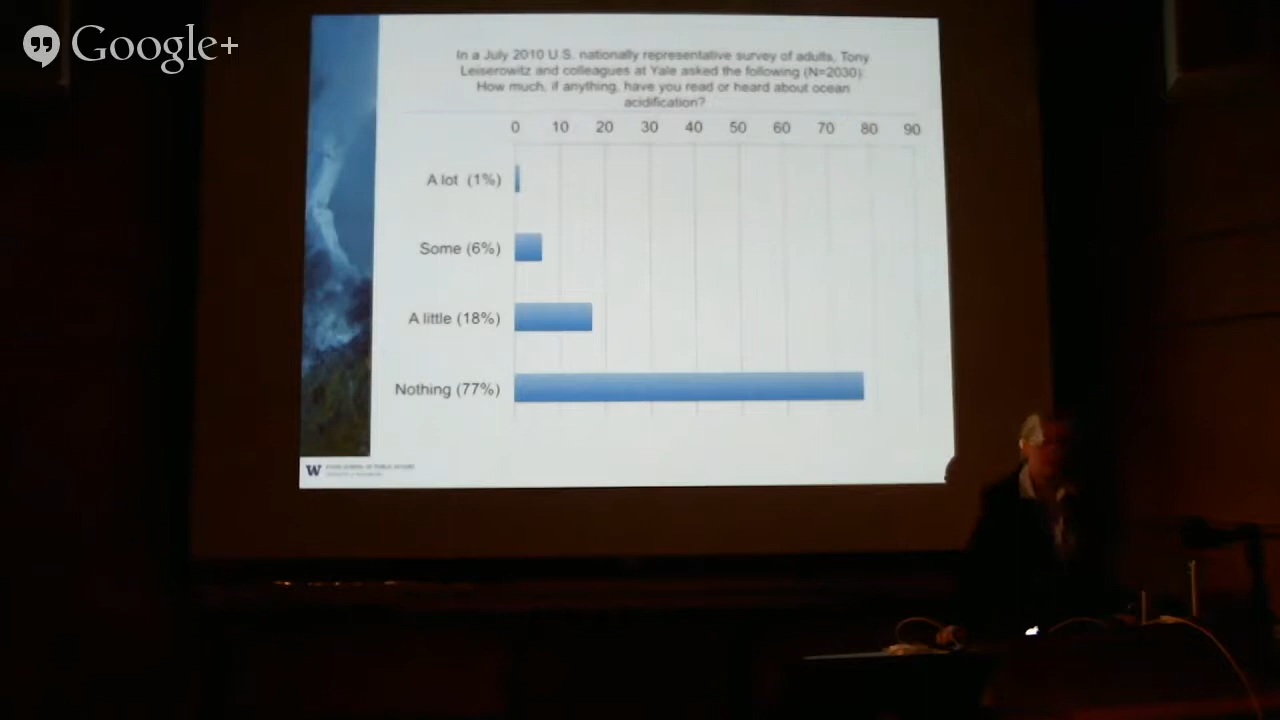 Google+
In a July 2010 U.S. nationally representative survey of adults, Tony
Leiserowitz and colleagues at Yale asked the following (N=2030):
How much, if anything, have you read or heard about ocean
acidification?
0 10 20 30 40 50 60 70 80 90
A lot (1%)
Some (6%)
A little (18%)
Nothing (77%)
W